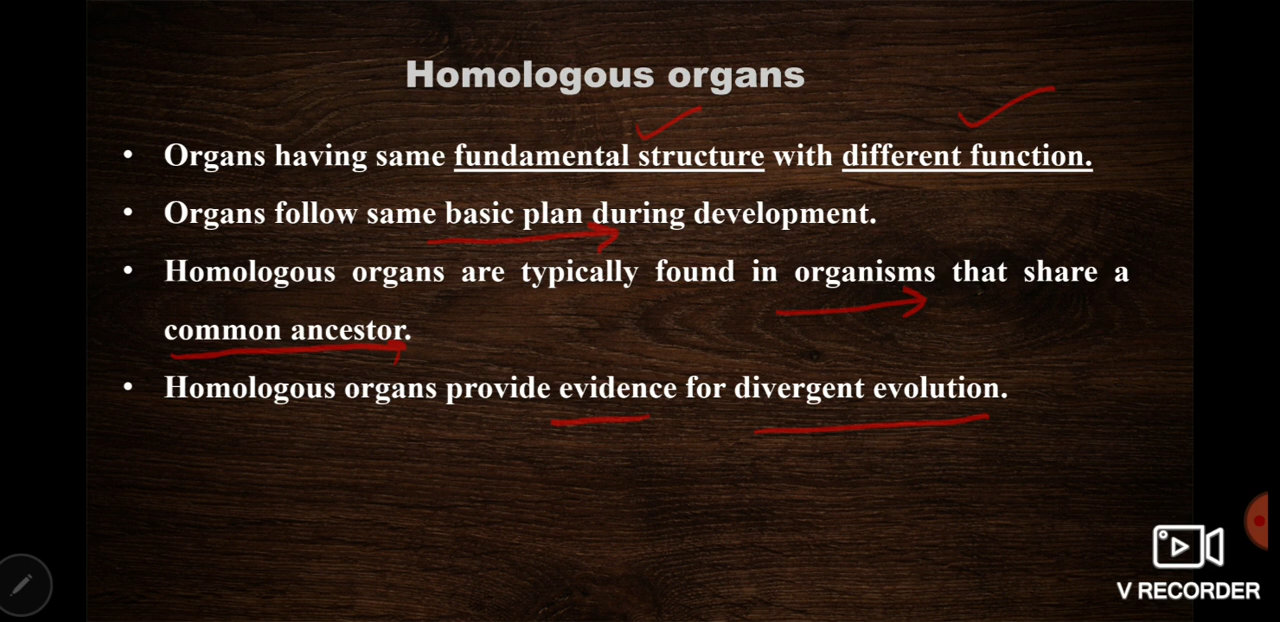 Homologous organs
• Organs having same fundamental structure with different function.
• Organs follow same basic plan during development.
• Homologous organs are typically found in organisms that share a
common ancestor.
• Homologous organs provide evidence for divergent evolution.
V RECORDER